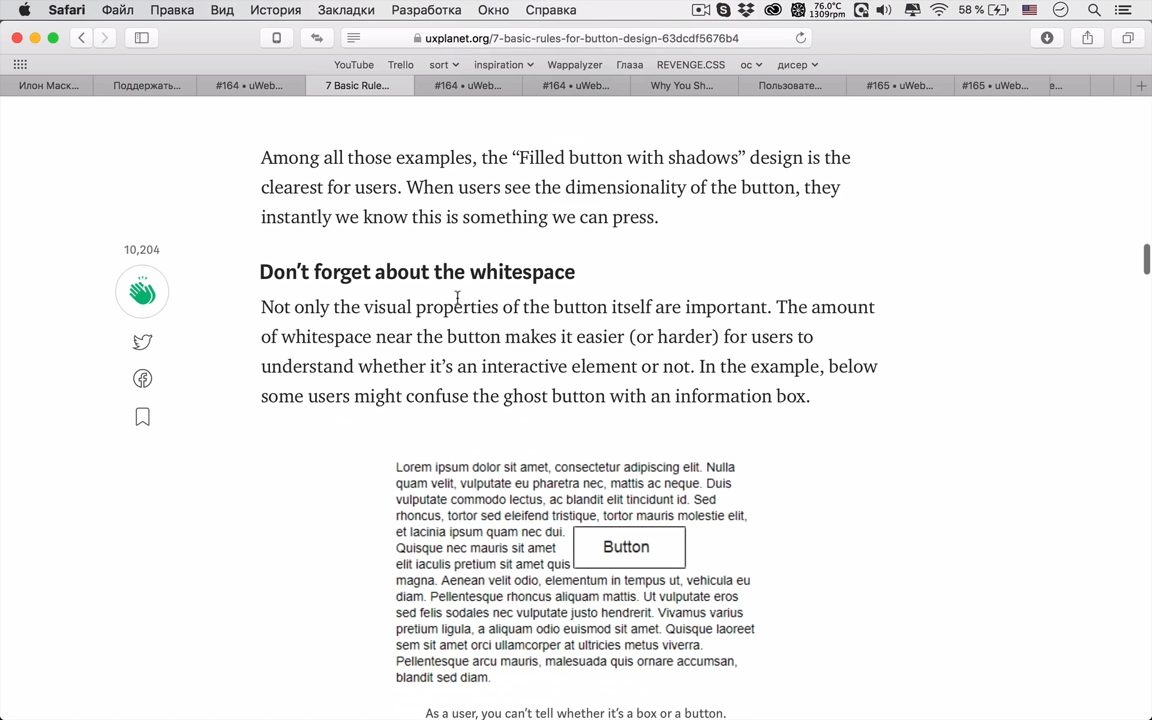 Safari Файл Правка Вид История Закладки Разработка Окно Справка 76.0°C 1309rpm 58 %
uxplanet.org/7-basic-rules-for-button-design-63dcdf5676b4
YouTube Trello sort inspiration Wappalyzer Глаза REVENGE.CSS ос дисер
Илон Маск... Поддержать... #164 • uWeb... 7 Basic Rule... #164 • uWeb... #164 • uWeb... Why You Sh... Пользовате... #165 • uWeb... #165 • uWeb... е...
Among all those examples, the “Filled button with shadows” design is the
clearest for users. When users see the dimensionality of the button, they
instantly we know this is something we can press.
10,204
Don’t forget about the whitespace
Not only the visual properties of the button itself are important. The amount
of whitespace near the button makes it easier (or harder) for users to
understand whether it’s an interactive element or not. In the example, below
some users might confuse the ghost button with an information box.
Lorem ipsum dolor sit amet, consectetur adipiscing elit. Nulla
quam velit, vulputate eu pharetra nec, mattis ac neque. Duis
vulputate commodo lectus, ac blandit elit tincidunt id. Sed
rhoncus, tortor sed eleifend tristique, tortor mauris molestie elit,
et lacinia ipsum quam nec dui.
Quisque nec mauris sit amet
Button
elit iaculis pretium sit amet quis
magna. Aenean velit odio, elementum in tempus ut, vehicula eu
diam. Pellentesque rhoncus aliquam mattis. Ut vulputate eros
sed felis sodales nec vulputate justo hendrerit. Vivamus varius
pretium ligula, a aliquam odio euismod sit amet. Quisque laoreet
sem sit amet orci ullamcorper at ultricies metus viverra.
Pellentesque arcu mauris, malesuada quis ornare accumsan,
blandit sed diam.
As a user, you can’t tell whether it’s a box or a button.